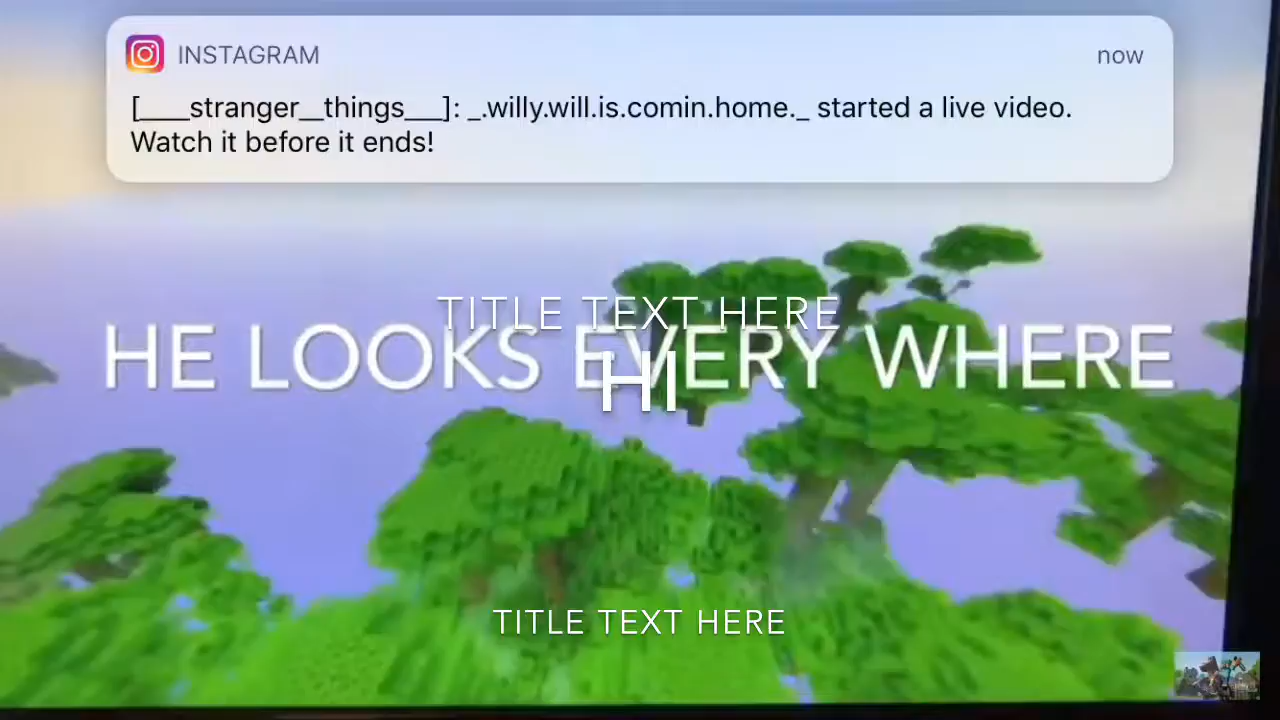 INSTAGRAM
now
[____stranger__things___]: _.willy.will.is.comin.home._ started a live video.
Watch it before it ends!
TITLE TEXT HERE
HE LOOKS EVERY WHERE
HI
TITLE TEXT HERE